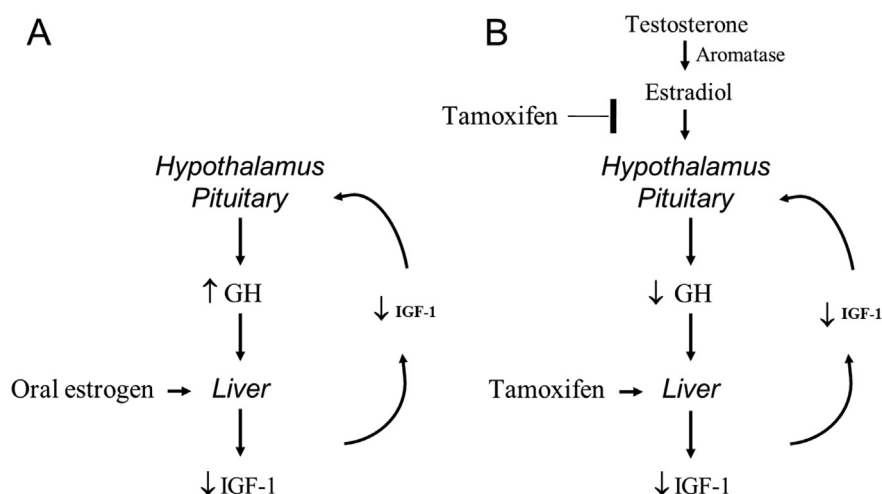 A
Hypothalamus
Pituitary
↑ GH
↓ IGF-1
Oral estrogen
Liver
↓ IGF-1
B
Testosterone
Aromatase
Estradiol
Tamoxifen
Hypothalamus
Pituitary
↓ GH
↓ IGF-1
Tamoxifen
Liver
↓ IGF-1